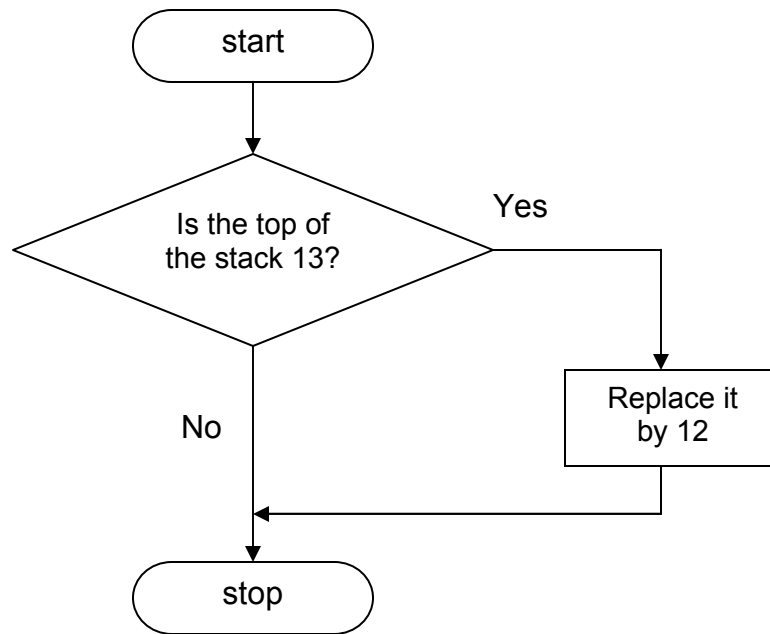 start
Is the top of
the stack 13?
Yes
Replace it
by 12
No
stop